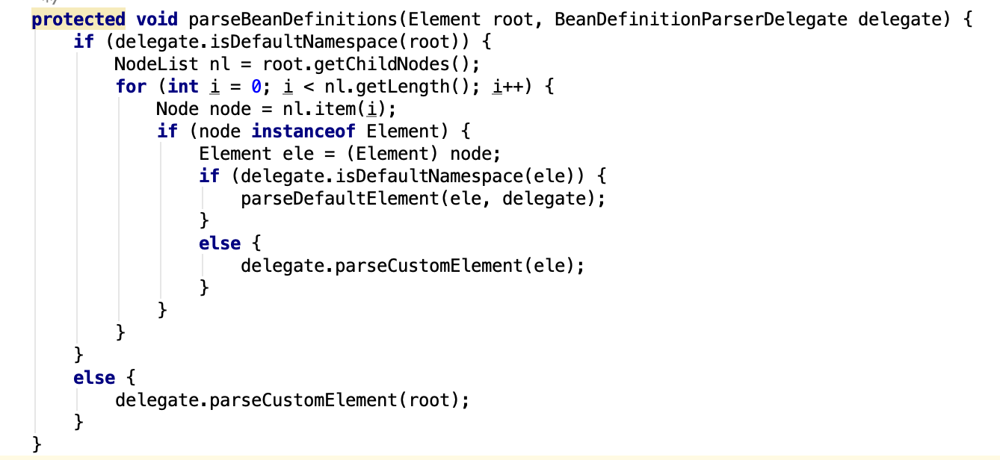 */
protected void parseBeanDefinitions(Element root, BeanDefinitionParserDelegate delegate) {
    if (delegate.isDefaultNamespace(root)) {
        NodeList nl = root.getChildNodes();
        for (int i = 0; i < nl.getLength(); i++) {
            Node node = nl.item(i);
            if (node instanceof Element) {
                Element ele = (Element) node;
                if (delegate.isDefaultNamespace(ele)) {
                    parseDefaultElement(ele, delegate);
                }
                else {
                    delegate.parseCustomElement(ele);
                }
            }
        }
    }
    else {
        delegate.parseCustomElement(root);
    }
}